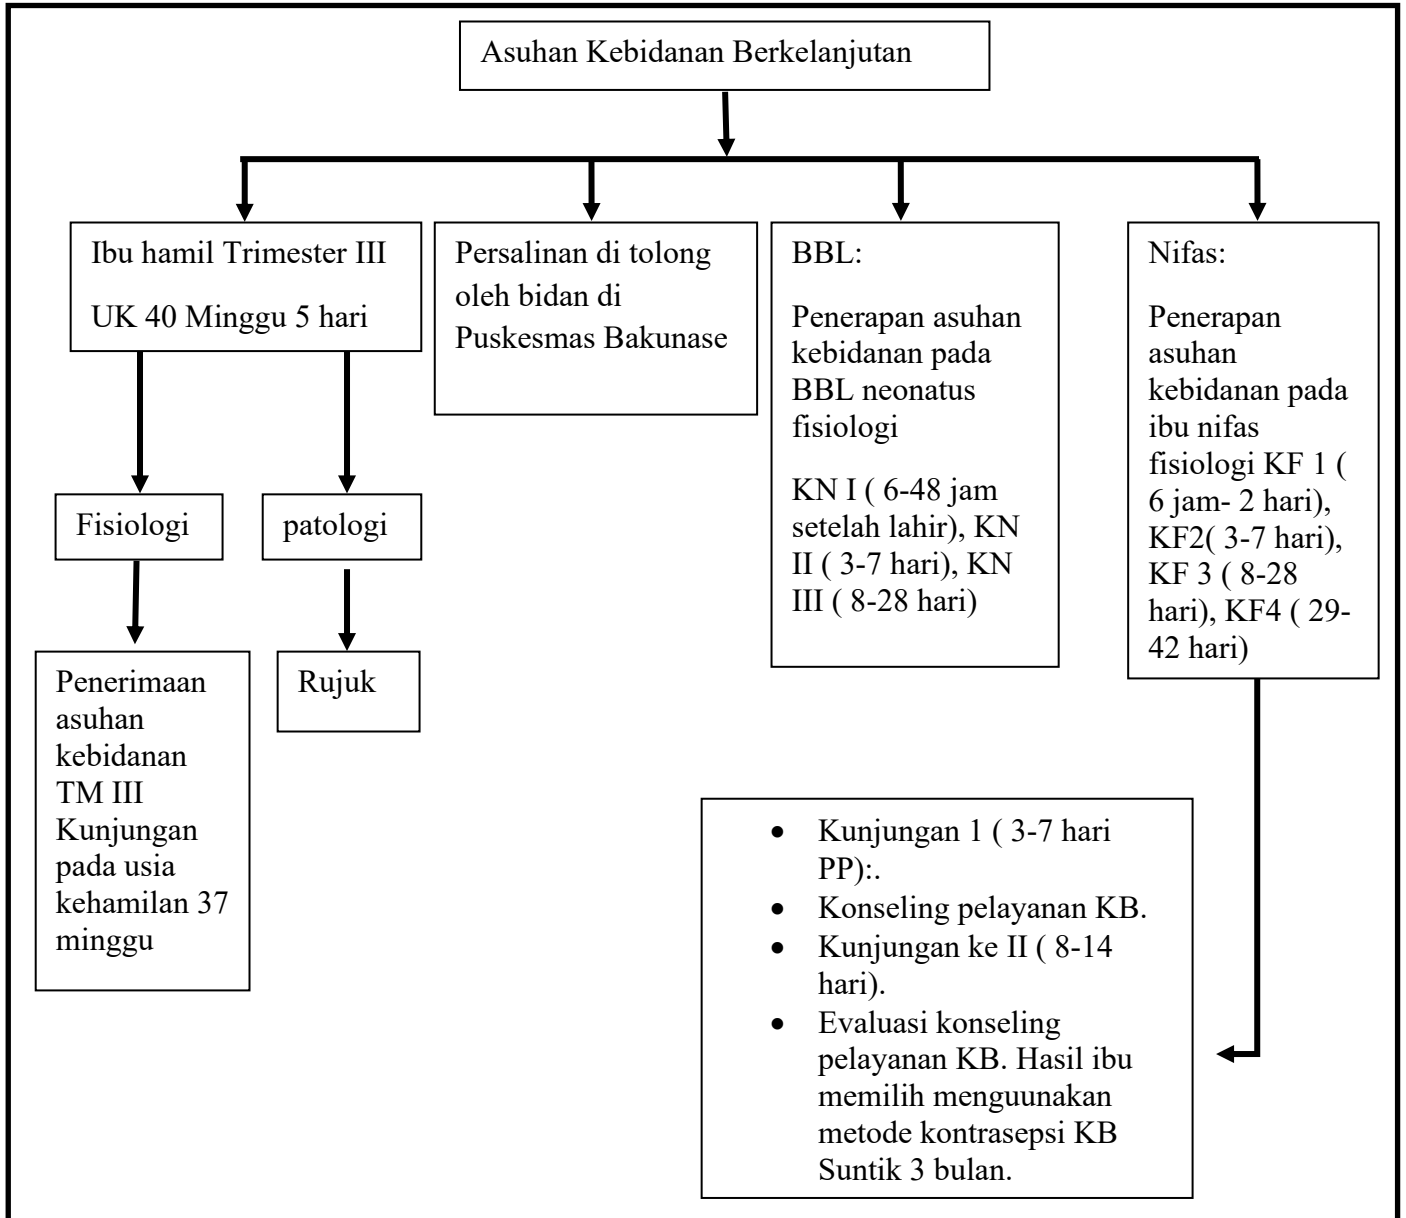 Asuhan Kebidanan Berkelanjutan
Ibu hamil Trimester III
UK 40 Minggu 5 hari
Persalinan di tolong
oleh bidan di
Puskesmas Bakunase
BBL:
Penerapan asuhan
kebidanan pada
BBL neonatus
fisiologi
KN I ( 6-48 jam
setelah lahir), KN
II ( 3-7 hari), KN
III ( 8-28 hari)
Nifas:
Penerapan
asuhan
kebidanan pada
ibu nifas
fisiologi KF 1 (
6 jam- 2 hari),
KF2( 3-7 hari),
KF 3 ( 8-28
hari), KF4 ( 29-
42 hari)
Fisiologi
patologi
Penerimaan
asuhan
kebidanan
TM III
Kunjungan
pada usia
kehamilan 37
minggu
Rujuk
• Kunjungan 1 ( 3-7 hari
PP):.
• Konseling pelayanan KB.
• Kunjungan ke II ( 8-14
hari).
• Evaluasi konseling
pelayanan KB. Hasil ibu
memilih menguunakan
metode kontrasepsi KB
Suntik 3 bulan.